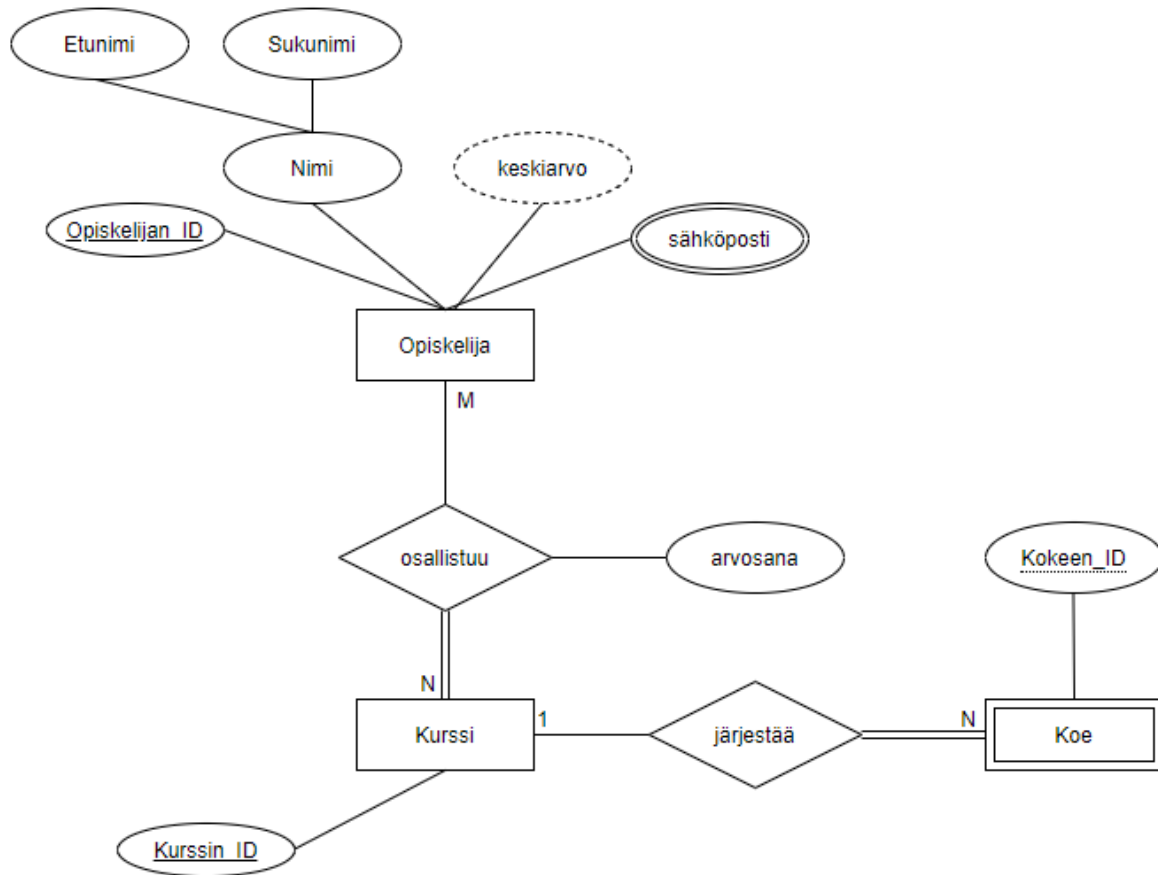 Etunimi
Sukunimi
Nimi
keskiarvo
Opiskelijan_ID
sähköposti
Opiskelija
M
osallistuu
arvosana
Kokeen_ID
N
Kurssi
1
järjestää
N
Koe
Kurssin_ID